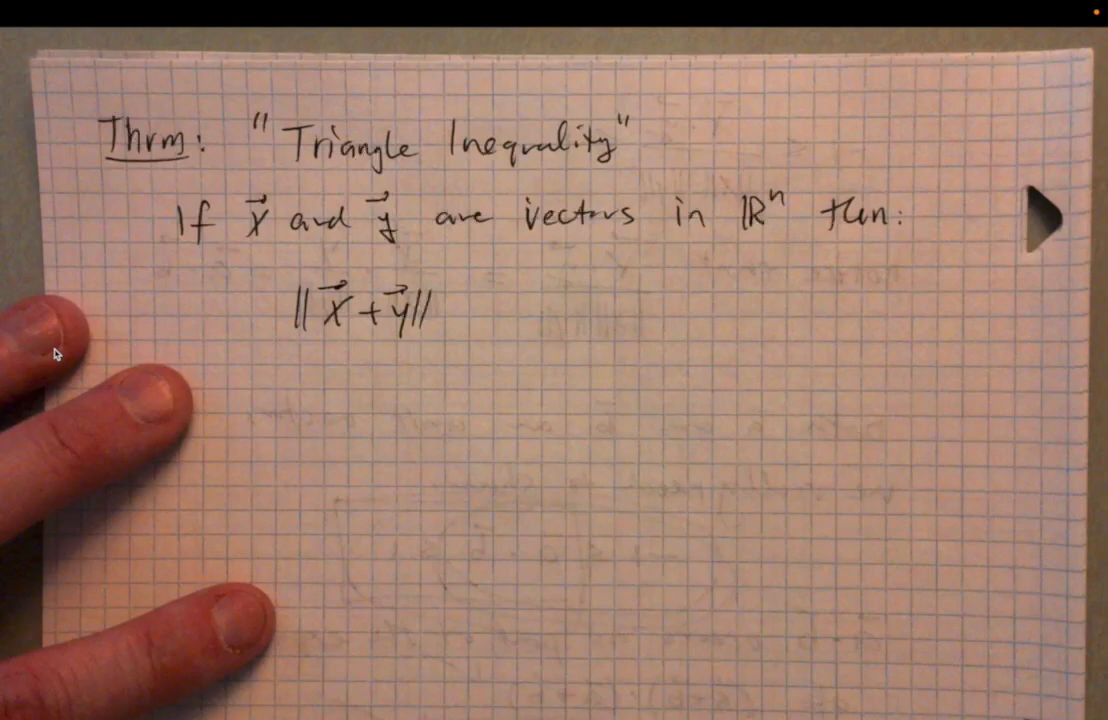 Thrm: "Triangle Inequality"
If x⃗ and y⃗ are vectors in ℝⁿ then:
||x⃗ + y⃗||